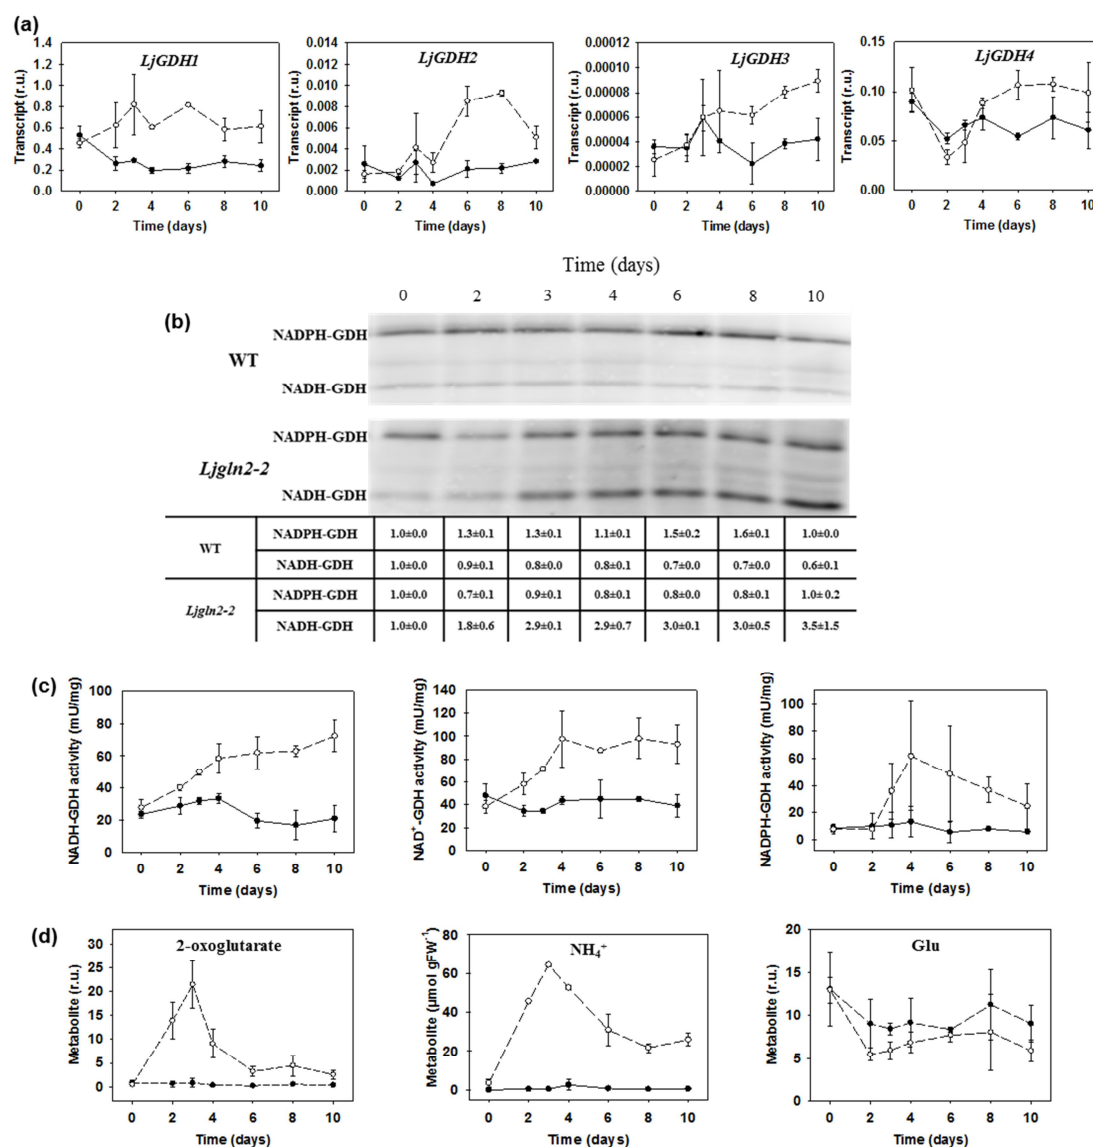 (a)
LjGDH1
LjGDH2
LjGDH3
LjGDH4
Transcript (r.u.)
1.4
1.2
1.0
0.8
0.6
0.4
0.2
0.0
0 2 4 6 8 10
Time (days)
Transcript (r.u.)
0.014
0.012
0.010
0.008
0.006
0.004
0.002
0.000
0 2 4 6 8 10
Time (days)
Transcript (r.u.)
0.00012
0.00010
0.00008
0.00006
0.00004
0.00002
0.00000
0 2 4 6 8 10
Time (days)
Transcript (r.u.)
0.15
0.10
0.05
0.00
0 2 4 6 8 10
Time (days)
Time (days)
0 2 3 4 6 8 10
(b)
NADPH-GDH
WT
NADH-GDH
NADPH-GDH
Ljgln2-2
NADH-GDH
WT NADPH-GDH 1.0±0.0 1.3±0.1 1.3±0.1 1.1±0.1 1.5±0.2 1.6±0.1 1.0±0.0
NADH-GDH 1.0±0.0 0.9±0.1 0.8±0.0 0.8±0.1 0.7±0.0 0.7±0.0 0.6±0.1
Ljgln2-2 NADPH-GDH 1.0±0.0 0.7±0.1 0.9±0.1 0.8±0.1 0.8±0.0 0.8±0.1 1.0± 0.2
NADH-GDH 1.0±0.0 1.8±0.6 2.9±0.1 2.9±0.7 3.0±0.1 3.0±0.5 3.5±1.5
(c)
NADH-GDH activity (mU/mg)
100
80
60
40
20
0
0 2 4 6 8 10
Time (days)
NAD⁺-GDH activity (mU/mg)
140
120
100
80
60
40
20
0
0 2 4 6 8 10
Time (days)
NADPH-GDH activity (mU/mg)
120
100
80
60
40
20
0
0 2 4 6 8 10
Time (days)
(d)
2-oxoglutarate
Metabolite (r.u.)
30
25
20
15
10
5
0
0 2 4 6 8 10
Time (days)
NH₄⁺
Metabolite (µmol gFW⁻¹)
80
60
40
20
0
0 2 4 6 8 10
Time (days)
Glu
Metabolite (r.u.)
20
15
10
5
0
0 2 4 6 8 10
Time (days)